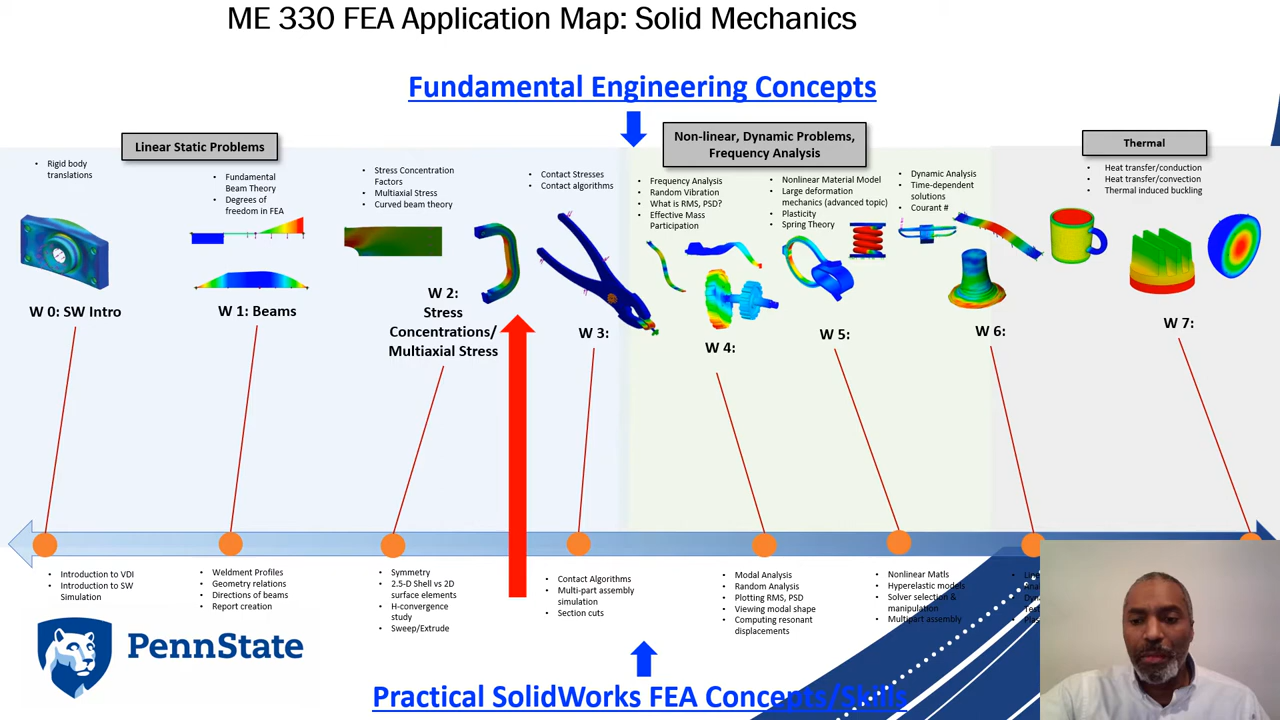 ME 330 FEA Application Map: Solid Mechanics
Fundamental Engineering Concepts
Linear Static Problems
Non-linear, Dynamic Problems,
Frequency Analysis
Thermal
• Rigid body
translations
• Fundamental
Beam Theory
• Degrees of
freedom in FEA
• Stress Concentration
Factors
• Multiaxial Stress
• Curved beam theory
• Contact Stresses
• Contact algorithms
• Frequency Analysis
• Random Vibration
• What is RMS, PSD?
• Effective Mass
Participation
• Nonlinear Material Model
• Large deformation
mechanics (advanced topic)
• Plasticity
• Spring Theory
• Dynamic Analysis
• Time-dependent
solutions
• Courant #
• Heat transfer/conduction
• Heat transfer/convection
• Thermal induced buckling
W 0: SW Intro
W 1: Beams
W 2:
Stress
Concentrations/
Multiaxial Stress
W 3:
W 4:
W 5:
W 6:
W 7:
• Introduction to VDI
• Introduction to SW
Simulation
• Weldment Profiles
• Geometry relations
• Directions of beams
• Report creation
• Symmetry
• 2.5-D Shell vs 2D
surface elements
• H-convergence
study
• Sweep/Extrude
• Contact Algorithms
• Multi-part assembly
simulation
• Section cuts
• Modal Analysis
• Random Analysis
• Plotting RMS, PSD
• Viewing modal shape
• Computing resonant
displacements
• Nonlinear Matls
• Hyperelastic models
• Solver selection &
manipulation
• Multipart assembly
PennState
Practical SolidWorks FEA Concepts/Skills